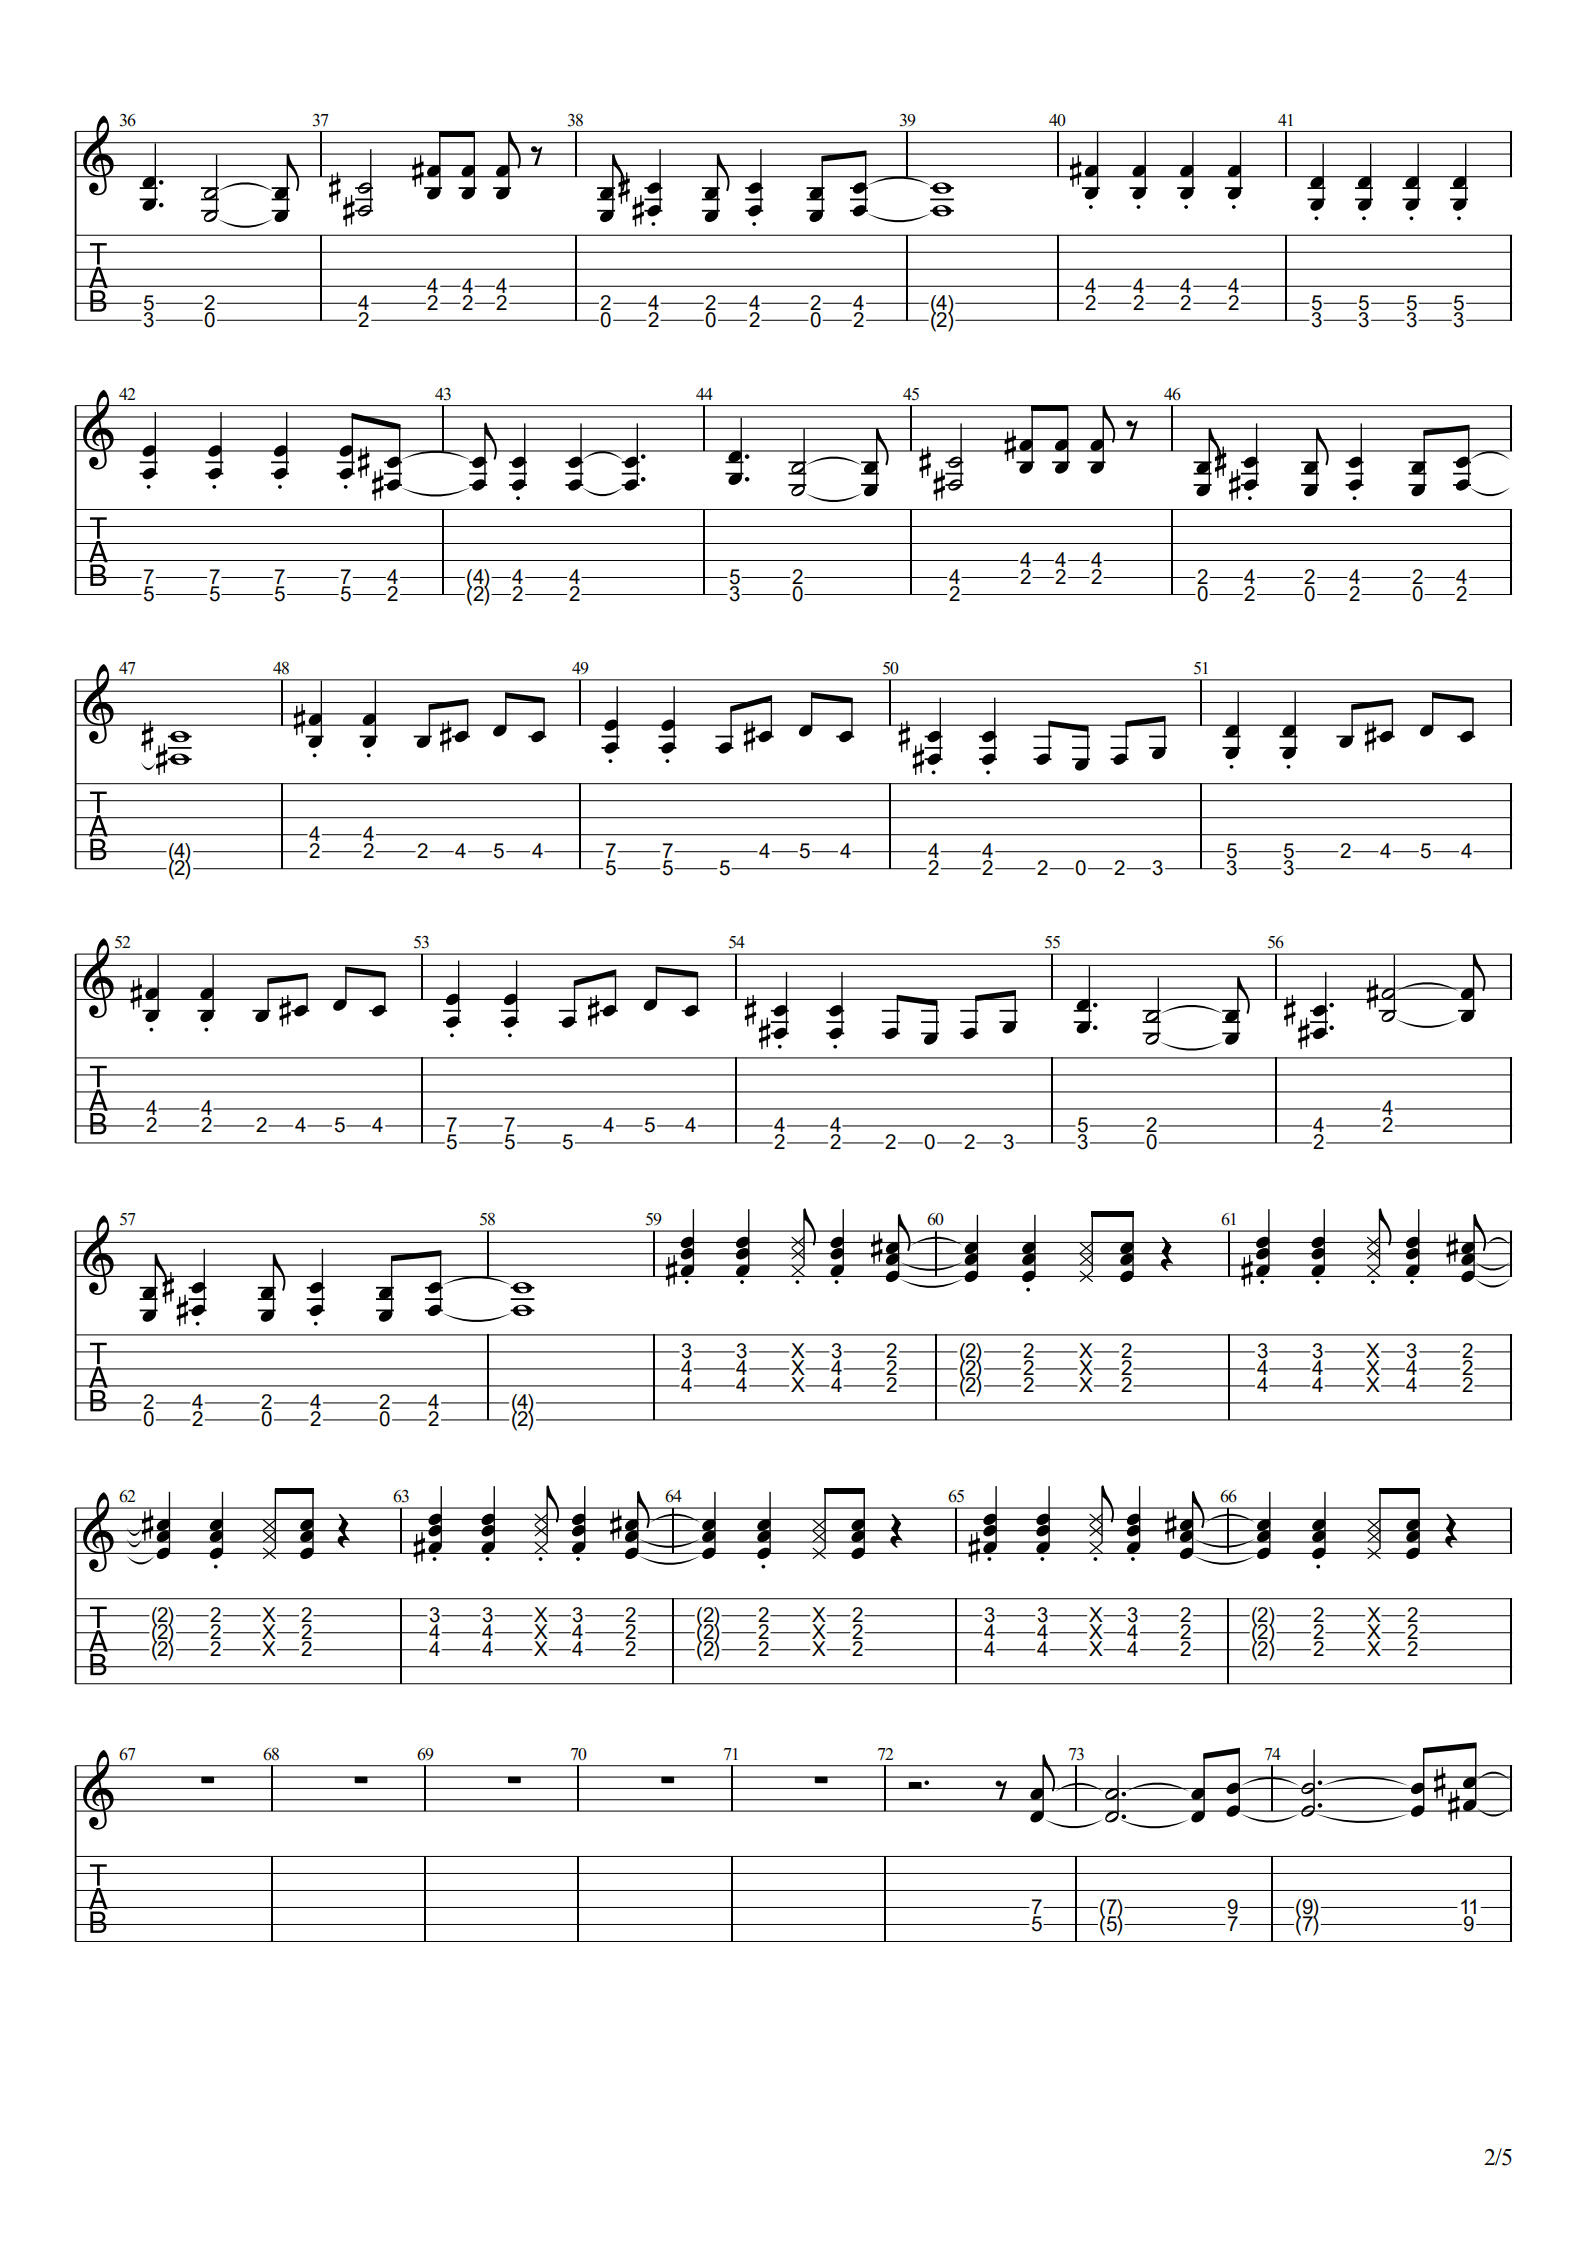 36 37 38 39 40 41
4 4 4 4 4 4 4
T
A
B
5 2 4 2 2 2 2 4 2 4 2 4 (4) 2 2 2 2 5 5 5 5
3 0 2 0 2 0 2 0 2 (2) 3 3 3 3
42 43 44 45 46
T
A
4 4 4
B
7 7 7 7 4 (4) 4 4 5 2 4 2 2 2 2 4 2 4 2 4
5 5 5 5 2 (2) 2 2 3 0 2 0 2 0 2 0 2
47 48 49 50 51
T
A
4 4
B
(4) 2 2 2 4 5 4 7 7 4 5 4 4 4 5 5 2 4 5 4
(2) 5 5 5 2 2 2 0 2 3 3 3
52 53 54 55 56
T
A
4 4 4
B
2 2 2 4 5 4 7 7 4 5 4 4 4 5 2 4 2
5 5 5 2 2 2 0 2 3 3 0 2
57 58 59 60 61
T
3 3 X 3 2 (2) 2 X 2 3 3 X 3 2
4 4 X 4 2 (2) 2 X 2 4 4 X 4 2
A
4 4 X 4 2 (2) 2 X 2 4 4 X 4 2
B
2 4 2 4 2 4 (4)
0 2 0 2 0 2 (2)
62 63 64 65 66
T
(2) 2 X 2 3 3 X 3 2 (2) 2 X 2 3 3 X 3 2 (2) 2 X 2
(2) 2 X 2 4 4 X 4 2 (2) 2 X 2 4 4 X 4 2 (2) 2 X 2
A
(2) 2 X 2 4 4 X 4 2 (2) 2 X 2 4 4 X 4 2 (2) 2 X 2
B
67 68 69 70 71 72 73 74
T
A
7 (7) 9 (9) 11
B
5 (5) 7 (7) 9
2/5